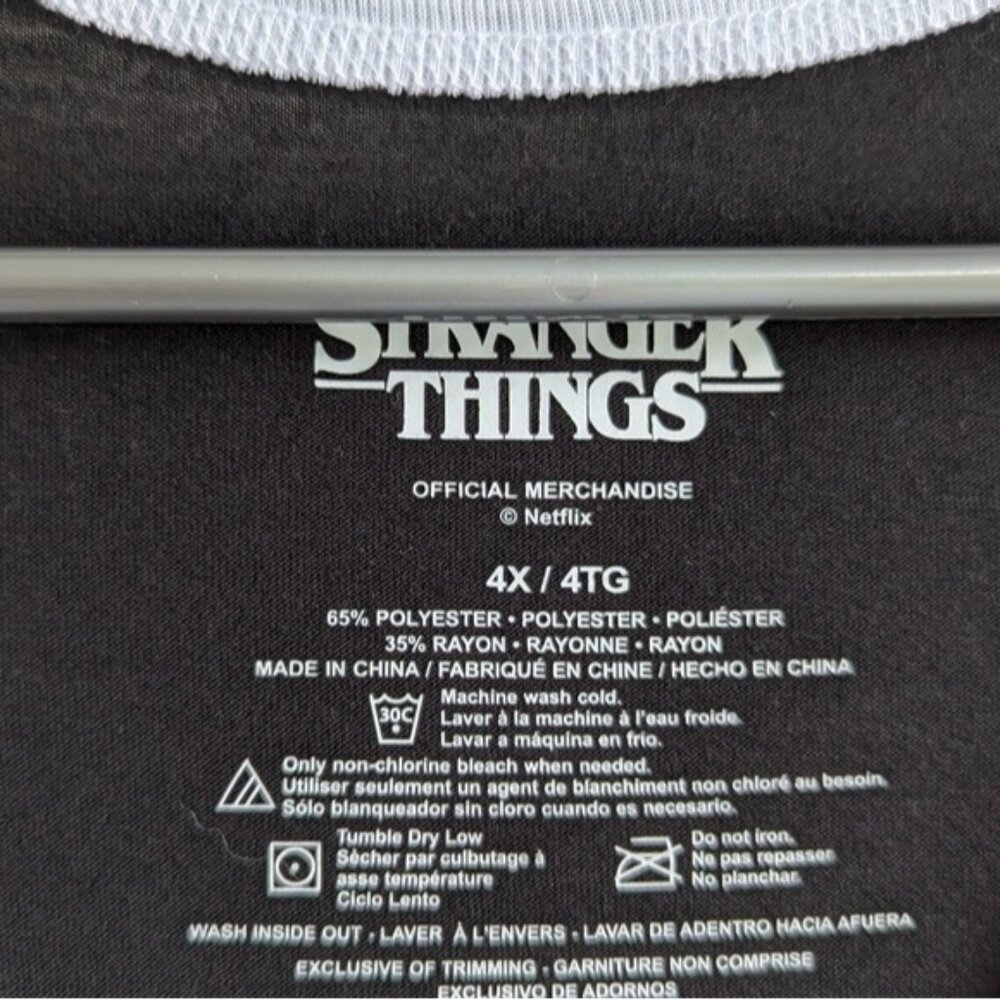 STRANGER
THINGS
OFFICIAL MERCHANDISE
© Netflix
4X / 4TG
65% POLYESTER • POLYESTER • POLIÉSTER
35% RAYON • RAYONNE • RAYON
MADE IN CHINA / FABRIQUÉ EN CHINE / HECHO EN CHINA
30C
Machine wash cold.
Laver à la machine à l'eau froide.
Lavar a máquina en frio.
Only non-chlorine bleach when needed.
Utiliser seulement un agent de blanchiment non chloré au besoin.
Sólo blanqueador sin cloro cuando es necesario.
Tumble Dry Low
Sècher par culbutage à
asse température
Ciclo Lento
Do not iron.
Ne pas repasser
No planchar.
WASH INSIDE OUT • LAVER À L'ENVERS • LAVAR DE ADENTRO HACIA AFUERA
EXCLUSIVE OF TRIMMING • GARNITURE NON COMPRISE
EXCLUSIVO DE ADORNOS